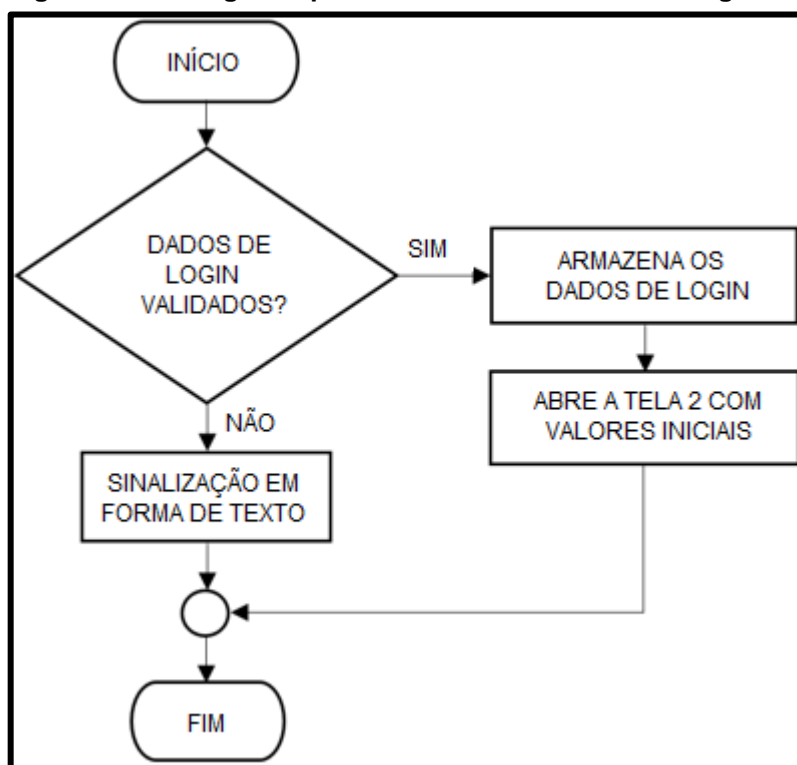 INÍCIO
DADOS DE
LOGIN
VALIDADOS?
SIM
ARMAZENA OS
DADOS DE LOGIN
ABRE A TELA 2 COM
VALORES INICIAIS
NÃO
SINALIZAÇÃO EM
FORMA DE TEXTO
FIM